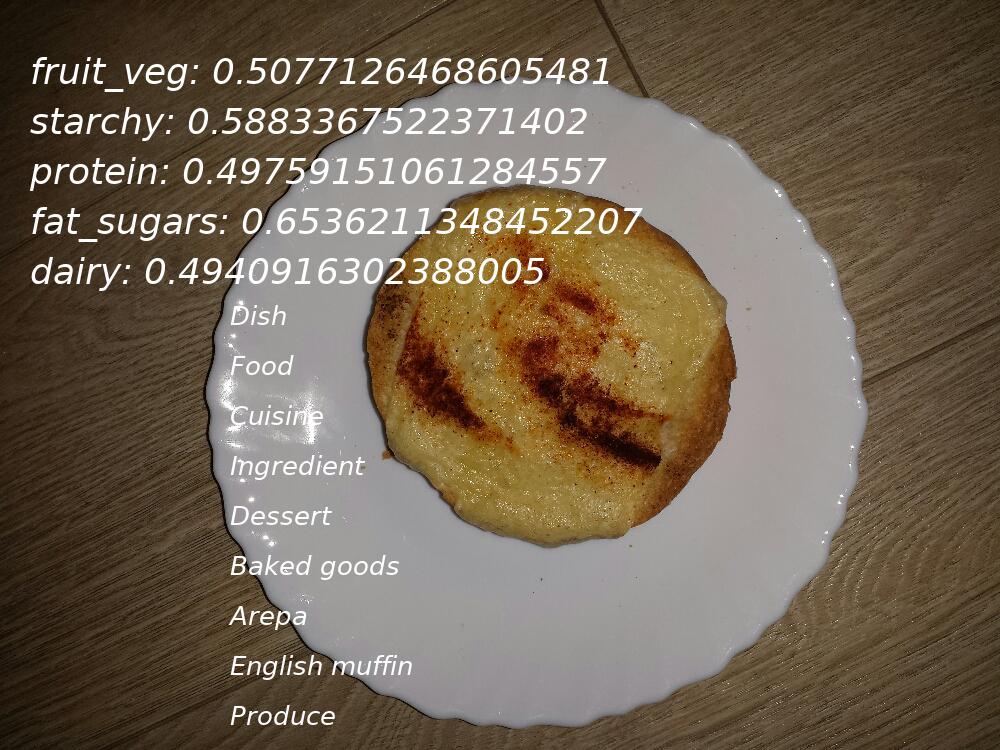 fruit_veg: 0.5077126468605481
starchy: 0.5883367522371402
protein: 0.49759151061284557
fat_sugars: 0.6536211348452207
dairy: 0.4940916302388005
Dish
Food
Cuisine
Ingredient
Dessert
Baked goods
Arepa
English muffin
Produce